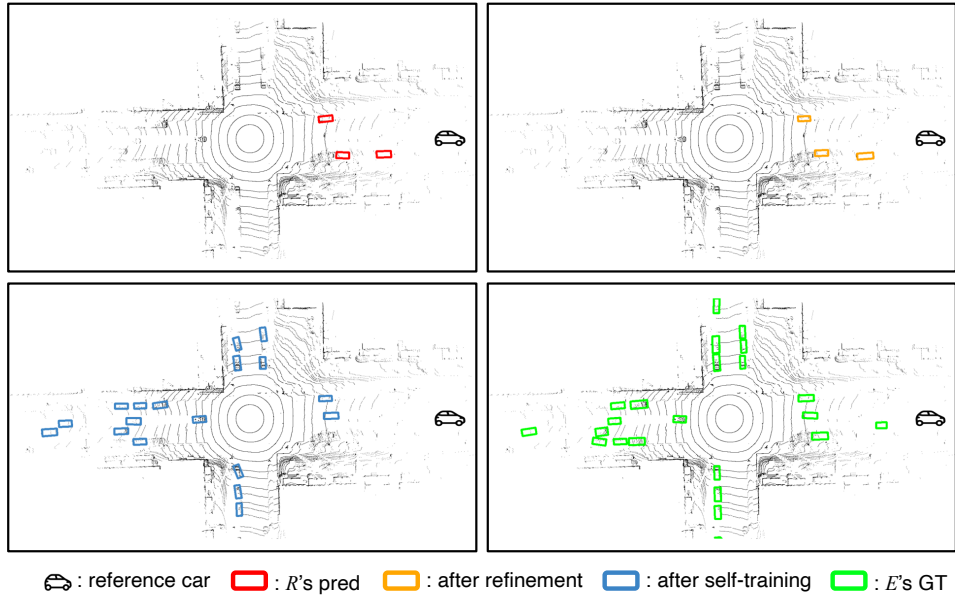 : reference car : R's pred : after refinement : after self-training : E's GT